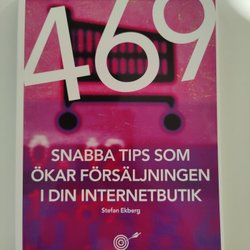 469
SNABBA TIPS SOM
ÖKAR FÖRSÄLJNINGEN
I DIN INTERNETBUTIK
Stefan Ekberg